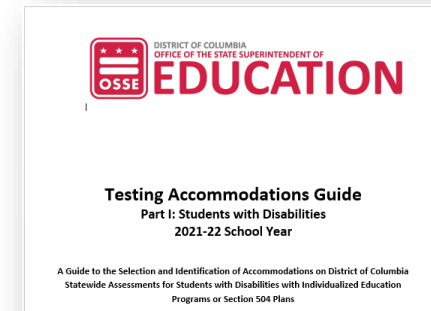 DISTRICT OF COLUMBIA
OFFICE OF THE STATE SUPERINTENDENT OF
OSSE
EDUCATION
Testing Accommodations Guide
Part I: Students with Disabilities
2021-22 School Year
A Guide to the Selection and Identification of Accommodations on District of Columbia
Statewide Assessments for Students with Disabilities with Individualized Education
Programs or Section 504 Plans